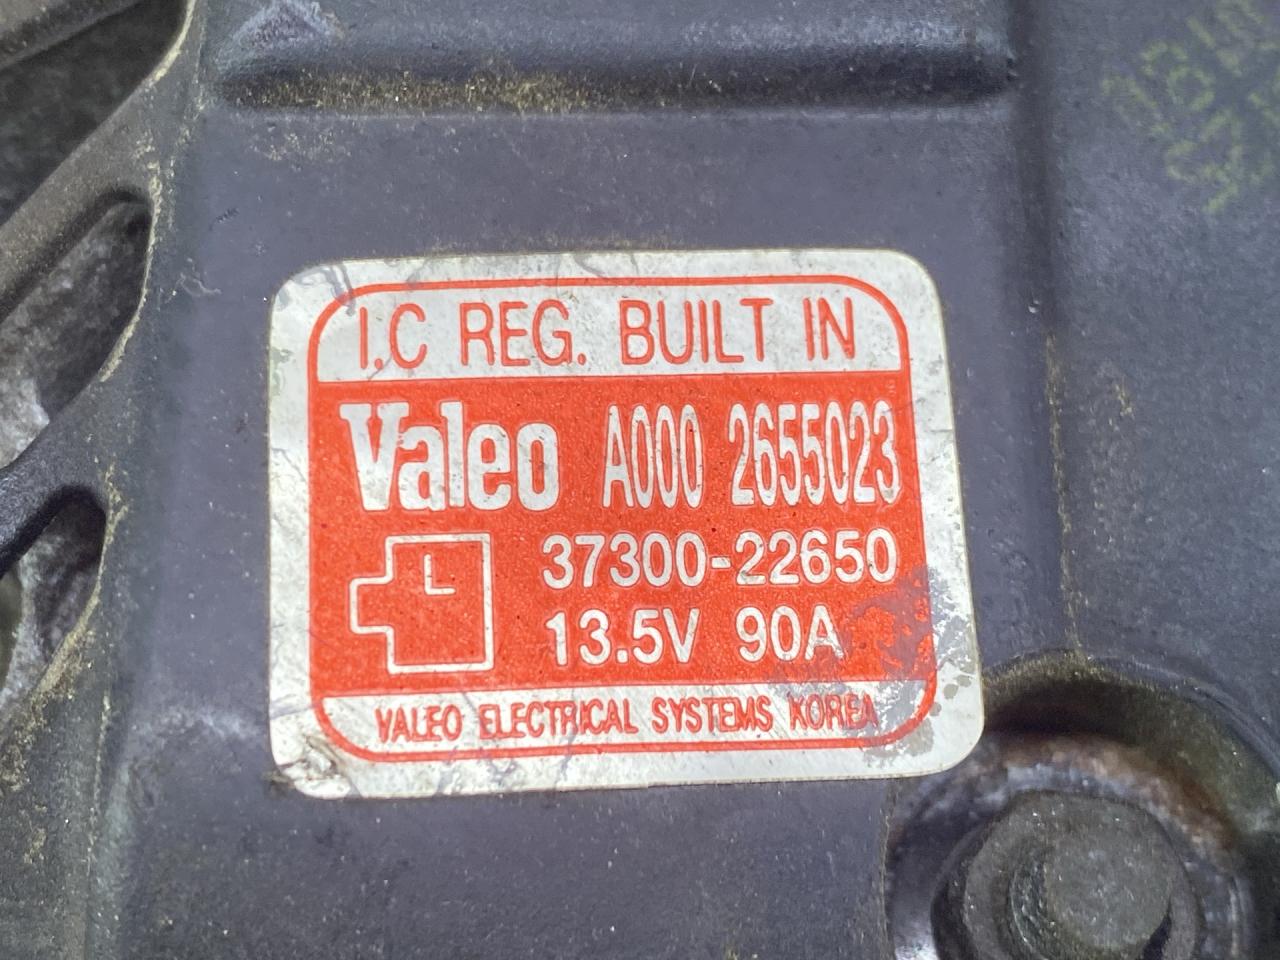 I.C REG. BUILT IN
Valeo A000 2655023
L 37300-22650
13.5V 90A
VALEO ELECTRICAL SYSTEMS KOREA